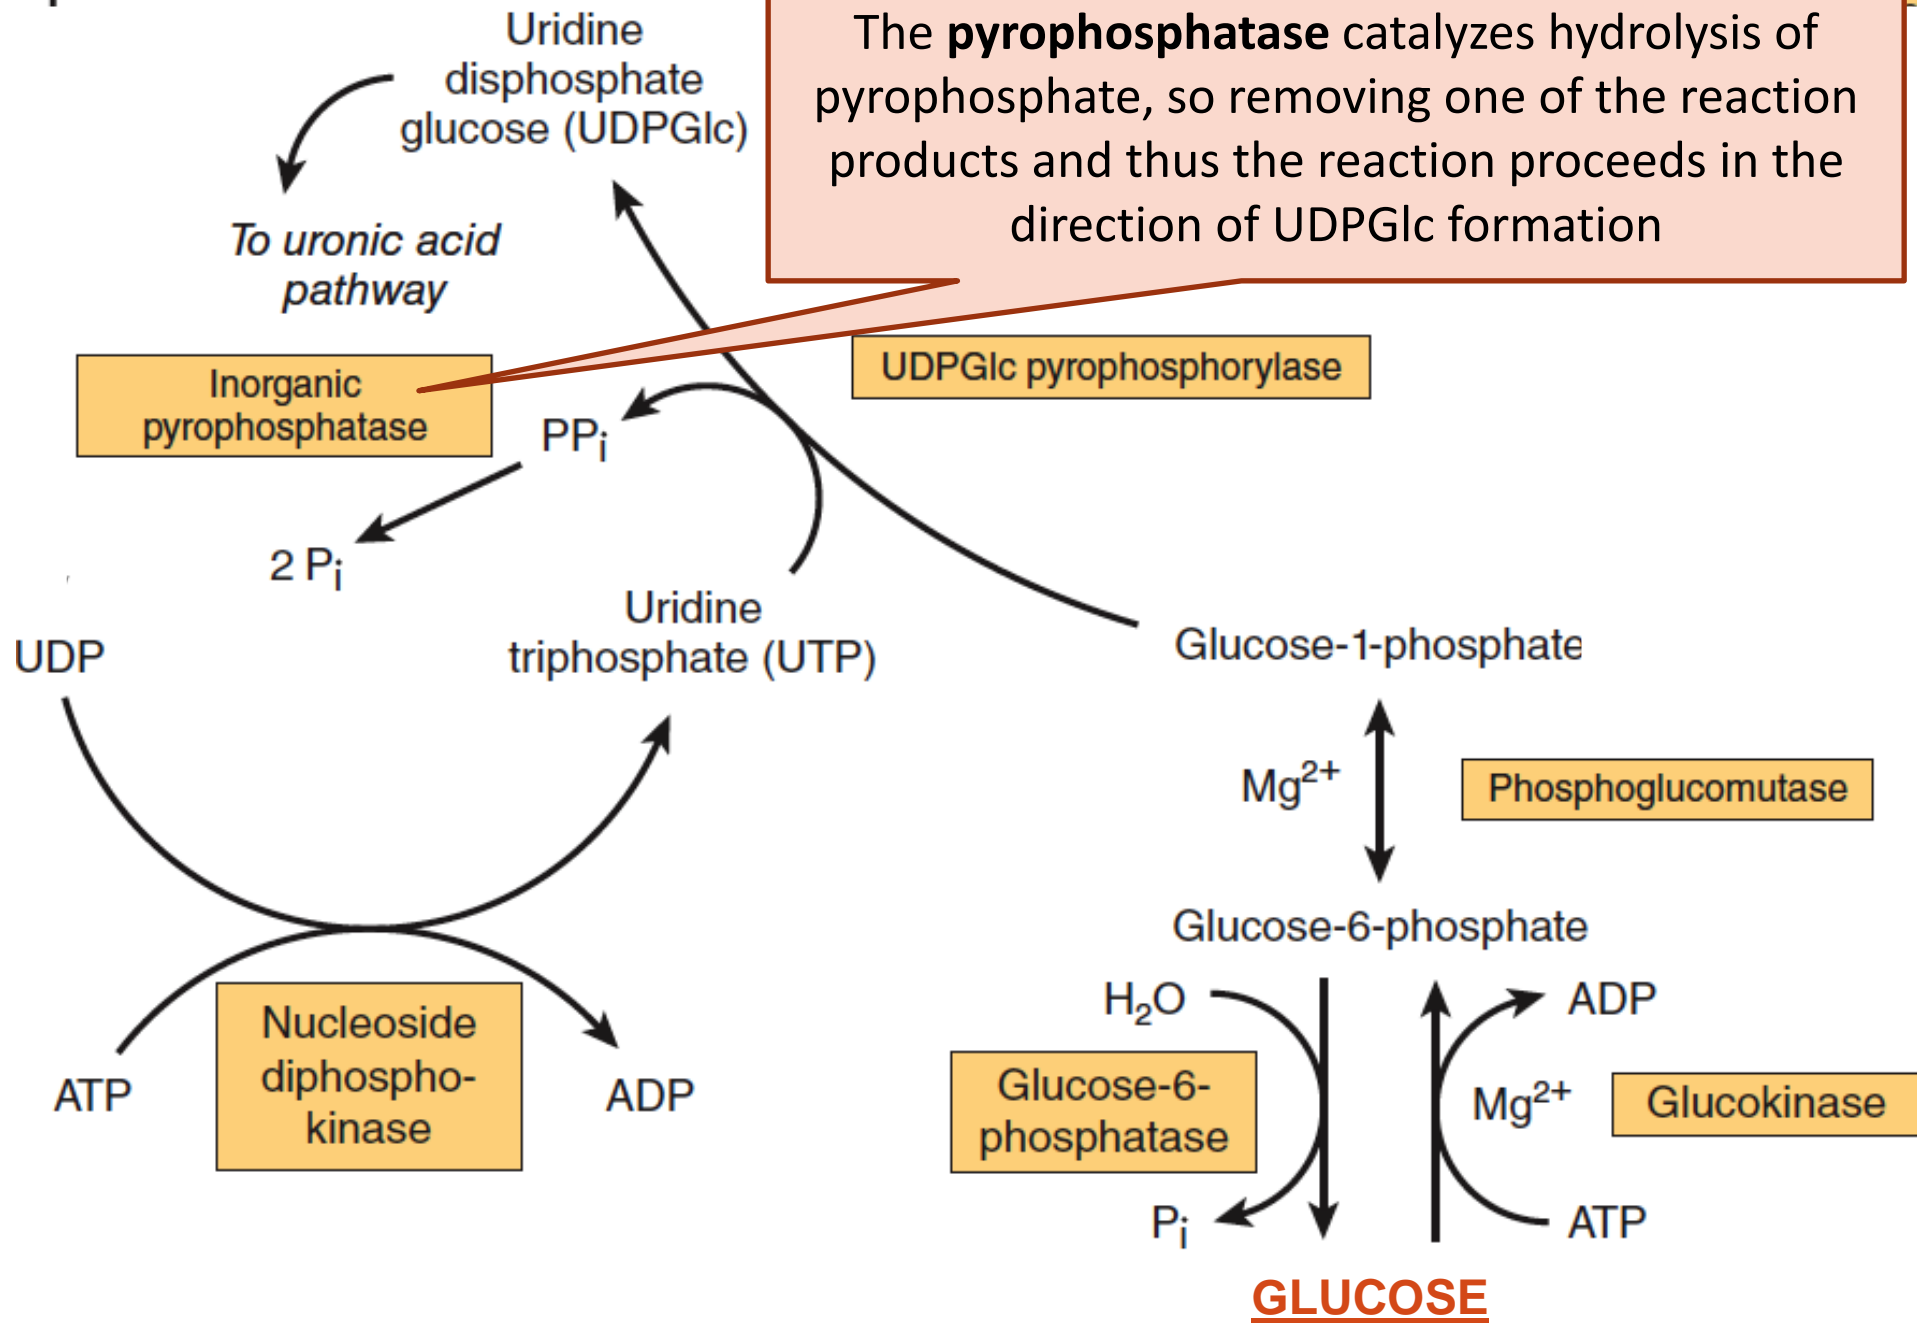 Uridine
disphosphate
glucose (UDPGlc)
The pyrophosphatase catalyzes hydrolysis of
pyrophosphate, so removing one of the reaction
products and thus the reaction proceeds in the
direction of UDPGlc formation
To uronic acid
pathway
Inorganic
pyrophosphatase
UDPGlc pyrophosphorylase
PPi
2 Pi
Uridine
triphosphate (UTP)
UDP
Glucose-1-phosphate
Mg2+
Phosphoglucomutase
Glucose-6-phosphate
Nucleoside
diphospho-
kinase
ATP
ADP
H2O
ADP
Glucose-6-
phosphatase
Mg2+
Glucokinase
Pi
ATP
GLUCOSE